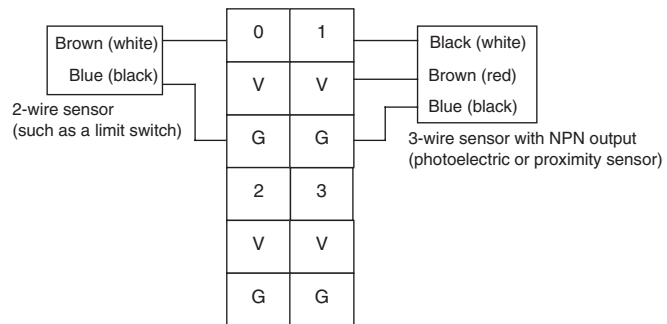 Brown (white)
Blue (black)
2-wire sensor
(such as a limit switch)
0 1
V V
G G
2 3
V V
G G
Black (white)
Brown (red)
Blue (black)
3-wire sensor with NPN output
(photoelectric or proximity sensor)